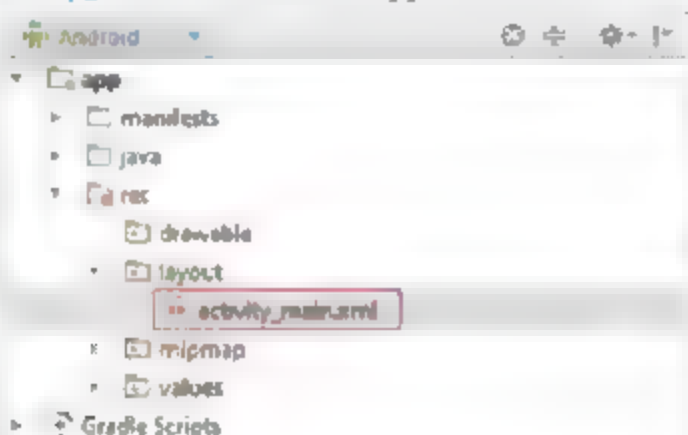 Android
app
manifests
java
res
drawable
layout
activity_main.xml
mipmap
values
Gradle Scripts